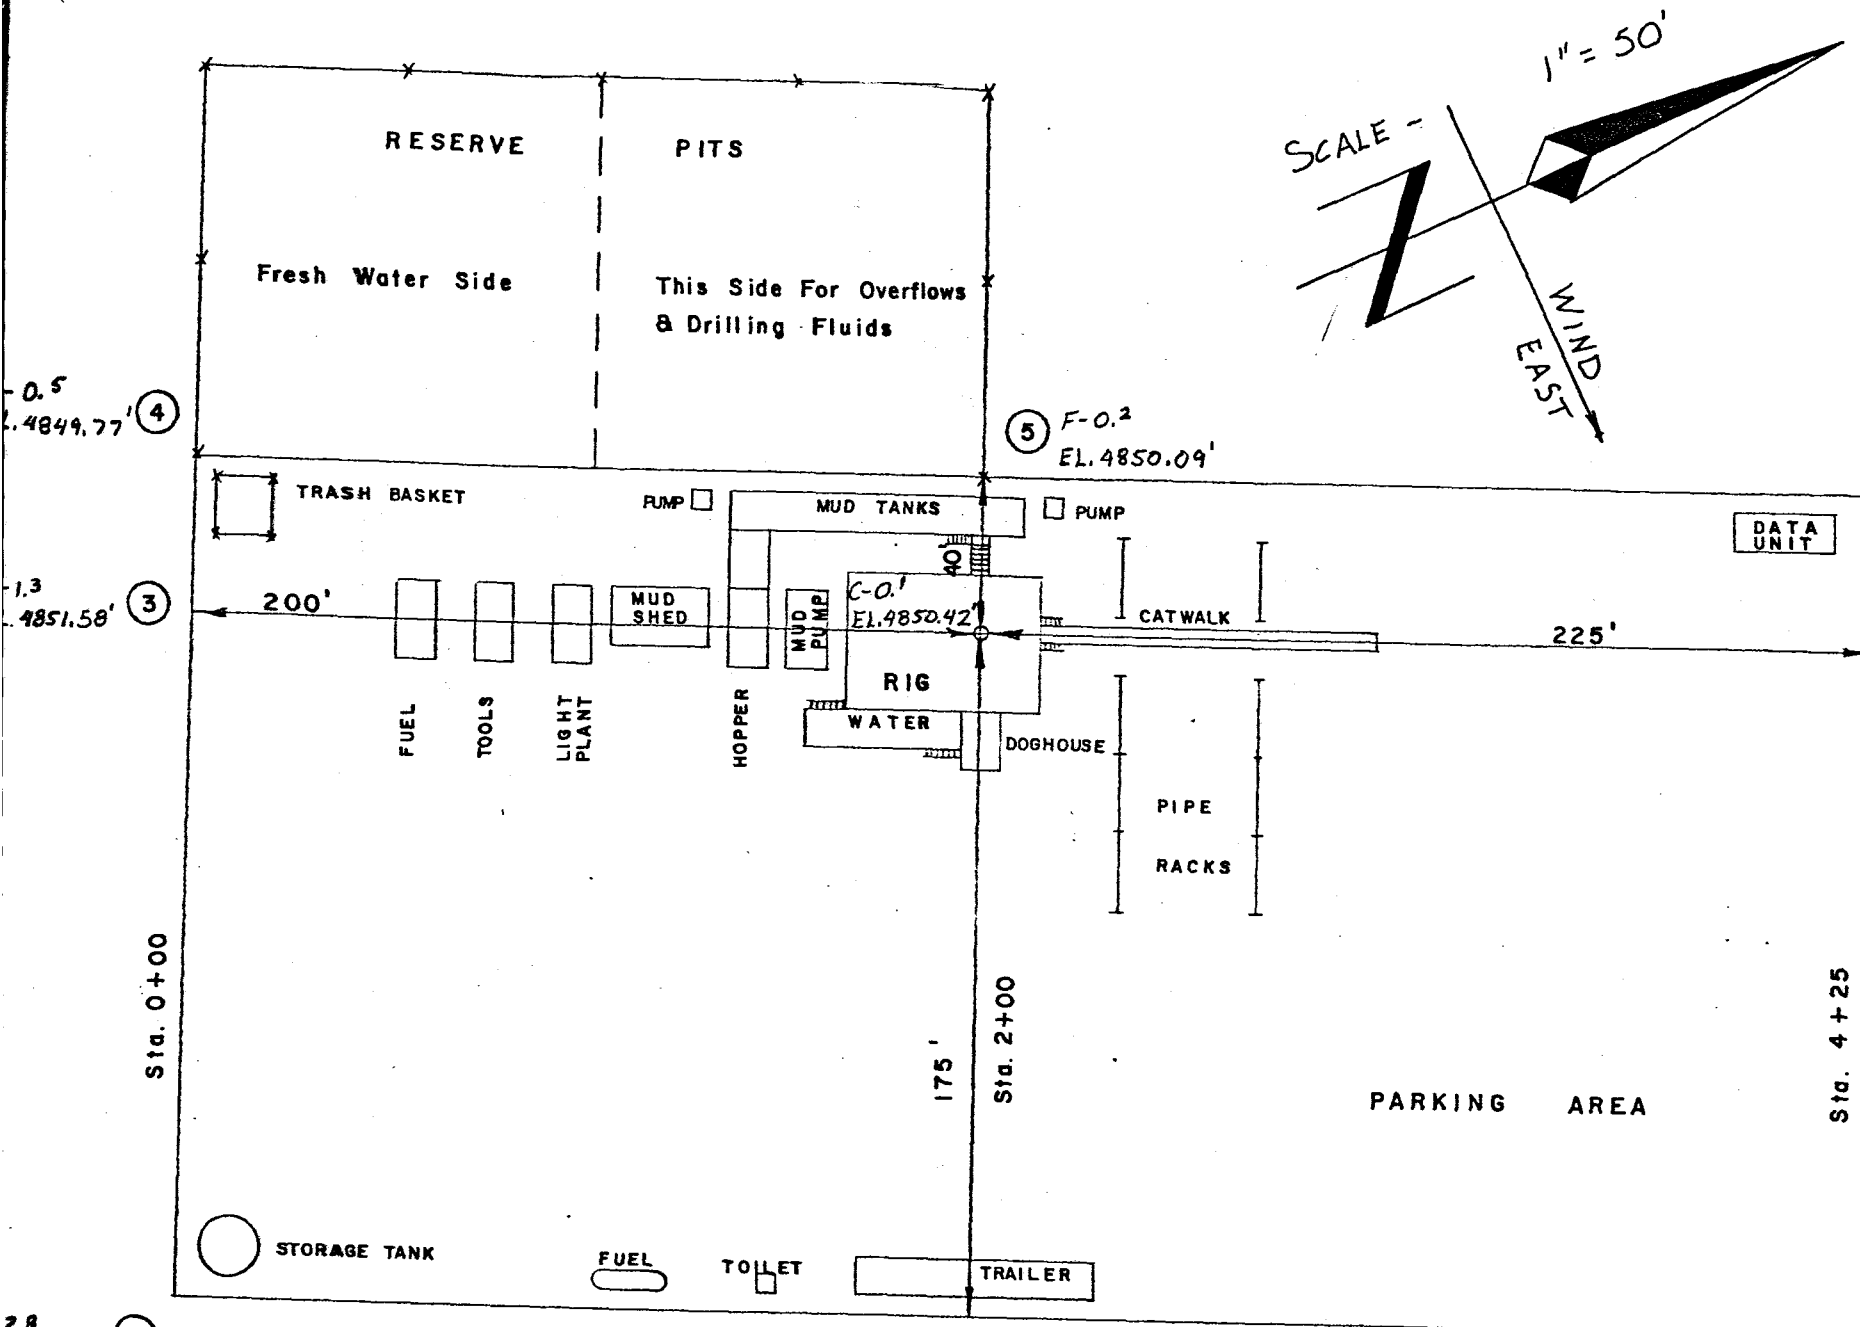 1" = 50'
SCALE -
N
WIND
EAST
RESERVE PITS
Fresh Water Side
This Side For Overflows
& Drilling Fluids
- 0.5
4849.77'
4
5
F-0.2
EL. 4850.09'
TRASH BASKET
PUMP
MUD TANKS
PUMP
DATA
UNIT
40'
1.3
4851.58'
3
200'
MUD
SHED
MUD
PUMP
C-0.1
EL. 4850.42'
CATWALK
225'
RIG
WATER
DOGHOUSE
FUEL
TOOLS
LIGHT
PLANT
HOPPER
PIPE
RACKS
Sta. 0+00
175'
Sta. 2+00
Sta. 4+25
PARKING AREA
STORAGE TANK
FUEL
TOILET
TRAILER